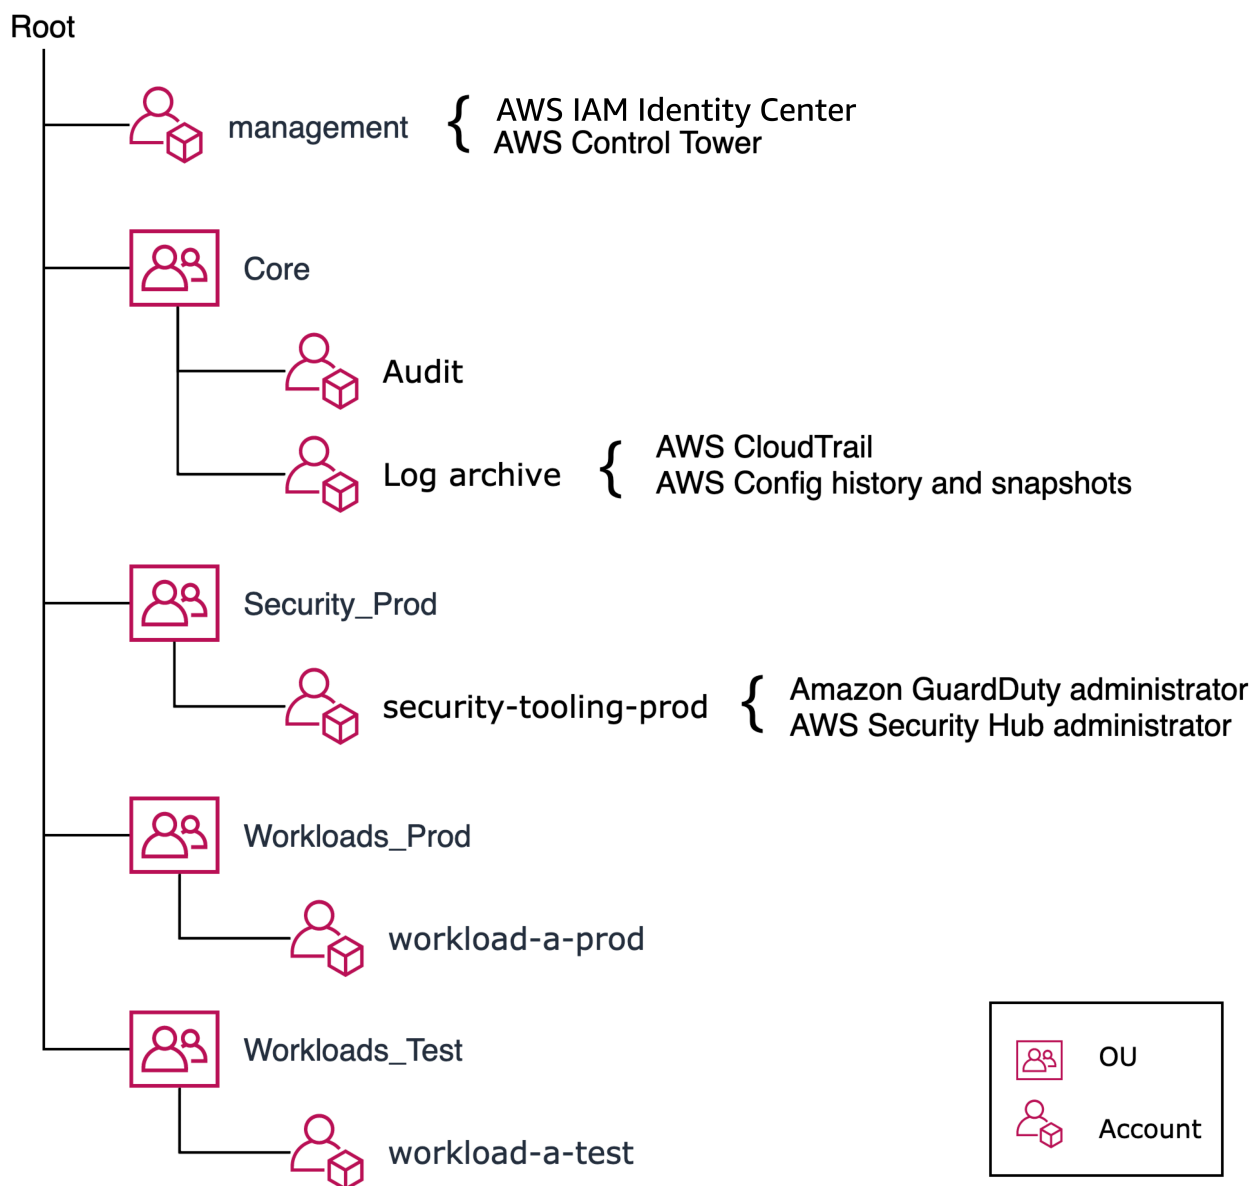 Root
management
AWS IAM Identity Center
AWS Control Tower
Core
Audit
Log archive
AWS CloudTrail
AWS Config history and snapshots
Security_Prod
security-tooling-prod
Amazon GuardDuty administrator
AWS Security Hub administrator
Workloads_Prod
workload-a-prod
Workloads_Test
workload-a-test
OU
Account